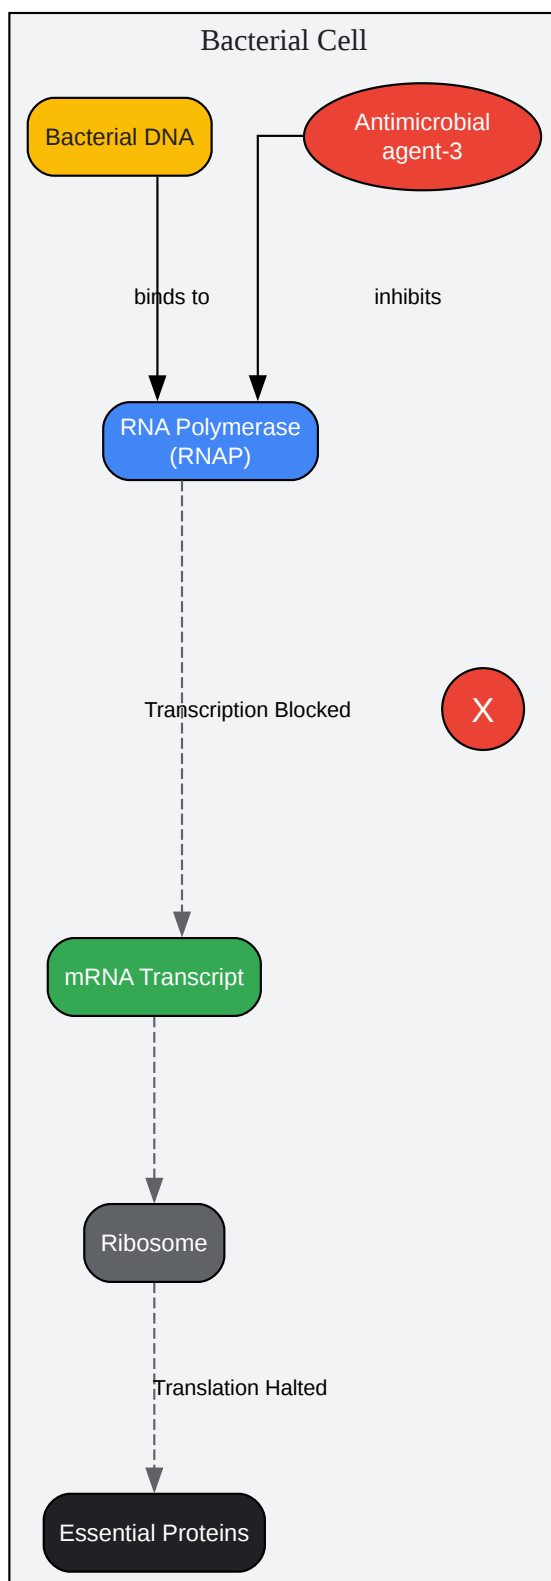 Bacterial Cell
Bacterial DNA
Antimicrobial
agent-3
binds to
inhibits
RNA Polymerase
(RNAP)
Transcription Blocked
X
mRNA Transcript
Ribosome
Translation Halted
Essential Proteins